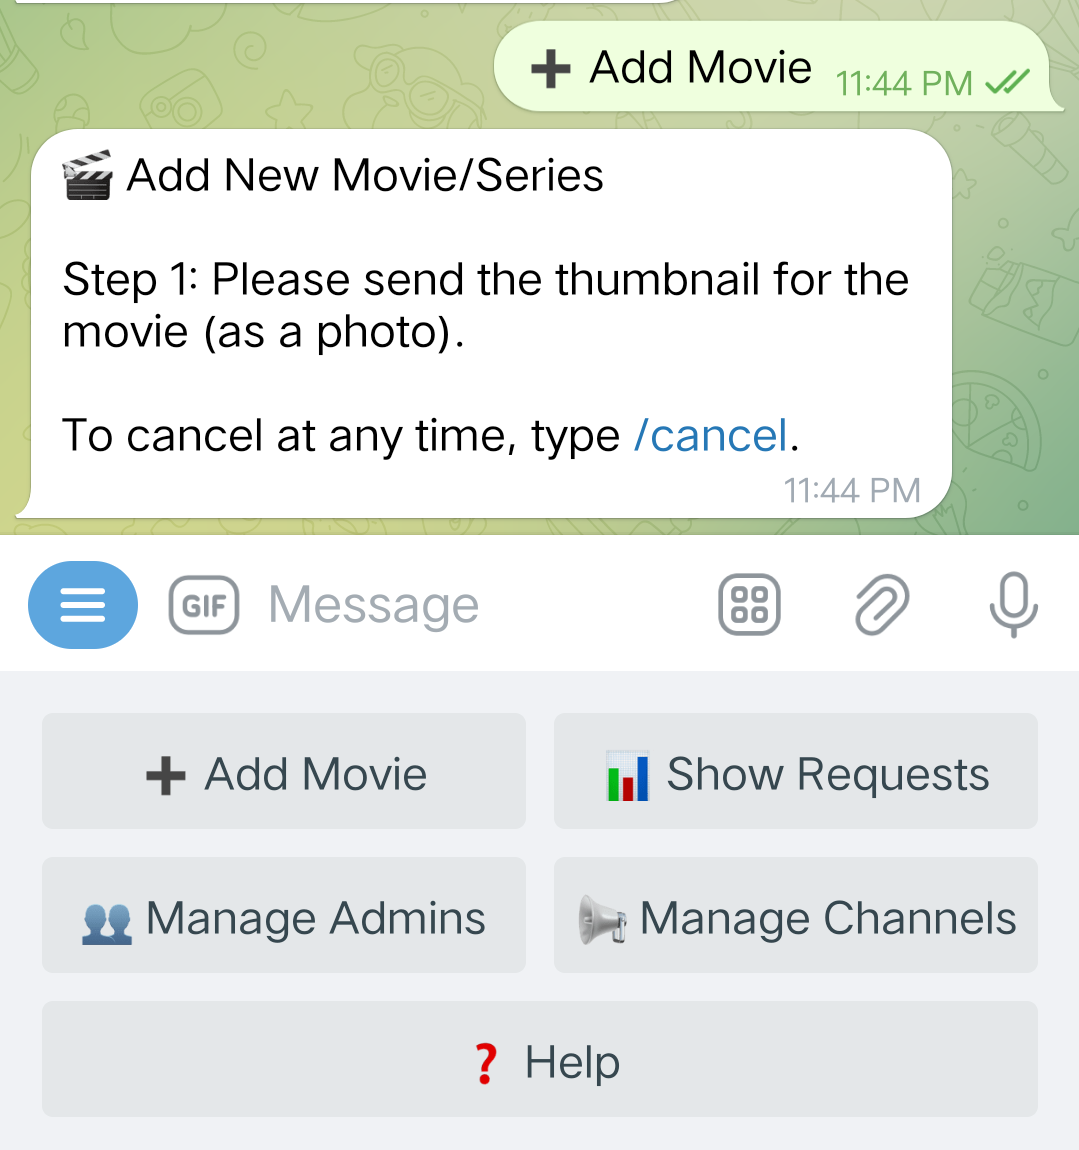 ➕ Add Movie 11:44 PM
🎬 Add New Movie/Series
Step 1: Please send the thumbnail for the
movie (as a photo).
To cancel at any time, type /cancel.
11:44 PM
GIF Message
➕ Add Movie
📊 Show Requests
👥 Manage Admins
📢 Manage Channels
❓ Help